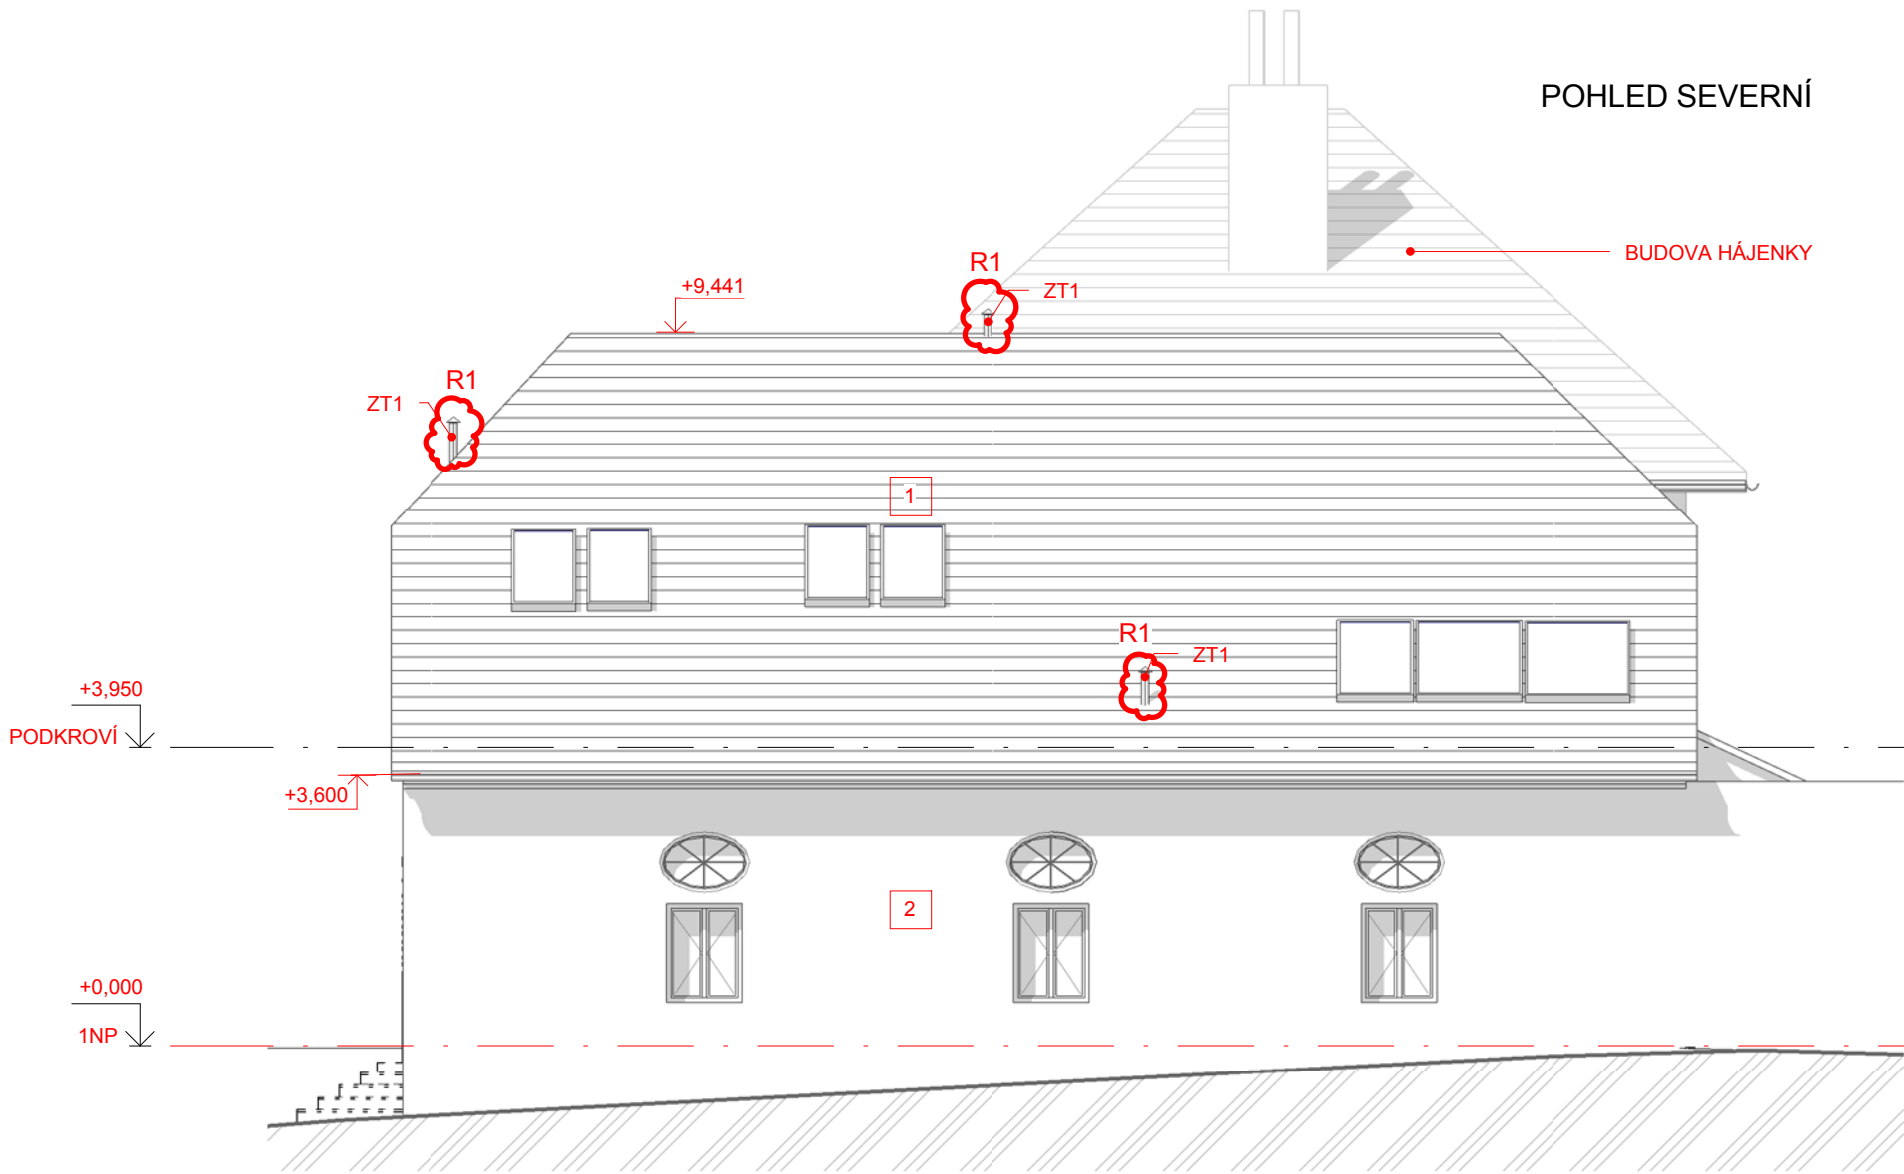 POHLED SEVERNÍ
BUDOVA HÁJENKY
R1
+9,441
ZT1
R1
ZT1
1
R1
ZT1
+3,950
PODKROVÍ
+3,600
2
+0,000
1NP